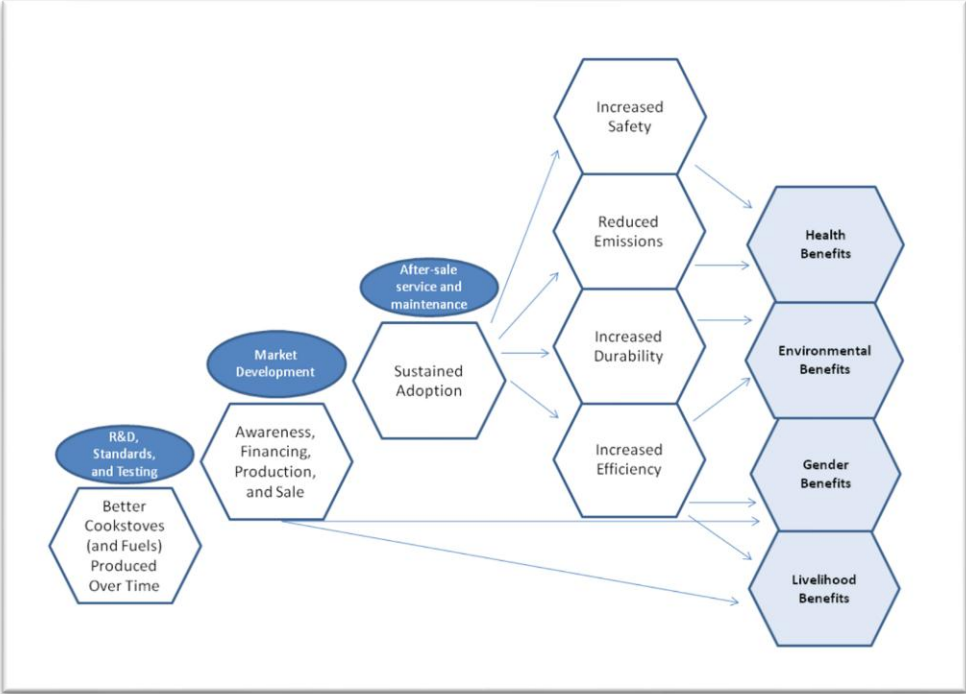 R&D,
Standards,
and Testing
Better
Cookstoves
(and Fuels)
Produced
Over Time
Market
Development
Awareness,
Financing,
Production,
and Sale
After-sale
service and
maintenance
Sustained
Adoption
Increased
Safety
Reduced
Emissions
Increased
Durability
Increased
Efficiency
Health
Benefits
Environmental
Benefits
Gender
Benefits
Livelihood
Benefits